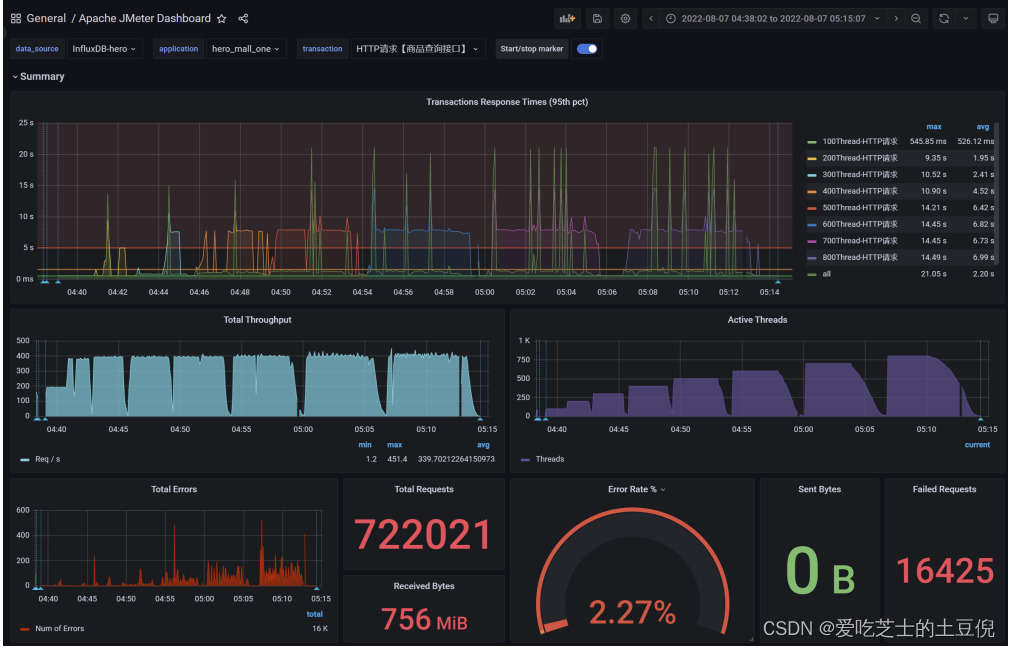 General / Apache JMeter Dashboard
2022-08-07 04:38:02 to 2022-08-07 05:15:07
data_source InfluxDB-hero application hero_mall_one transaction HTTP请求【商品查询接口】 Start/stop marker
Summary
Transactions Response Times (95th pct)
25 s
20 s
15 s
10 s
5 s
0 ms
04:40 04:42 04:44 04:46 04:48 04:50 04:52 04:54 04:56 04:58 05:00 05:02 05:04 05:06 05:08 05:10 05:12 05:14
max avg
100Thread-HTTP请求 545.85 ms 526.12 ms
200Thread-HTTP请求 9.35 s 1.95 s
300Thread-HTTP请求 10.52 s 2.41 s
400Thread-HTTP请求 10.90 s 4.52 s
500Thread-HTTP请求 14.21 s 6.42 s
600Thread-HTTP请求 14.45 s 6.82 s
700Thread-HTTP请求 14.45 s 6.73 s
800Thread-HTTP请求 14.49 s 6.99 s
all 21.05 s 2.20 s
Total Throughput
500
400
300
200
100
0
04:40 04:45 04:50 04:55 05:00 05:05 05:10 05:15
min max avg
Req / s 1.2 451.4 339.70212264150973
Active Threads
1 K
750
500
250
0
04:40 04:45 04:50 04:55 05:00 05:05 05:10 05:15
current
Threads
Total Errors
600
400
200
0
04:40 04:45 04:50 04:55 05:00 05:05 05:10 05:15
total
Num of Errors 16 K
Total Requests
722021
Received Bytes
756 MiB
Error Rate %
2.27%
Sent Bytes
0 B
Failed Requests
16425
CSDN @爱吃芝士的土豆倪